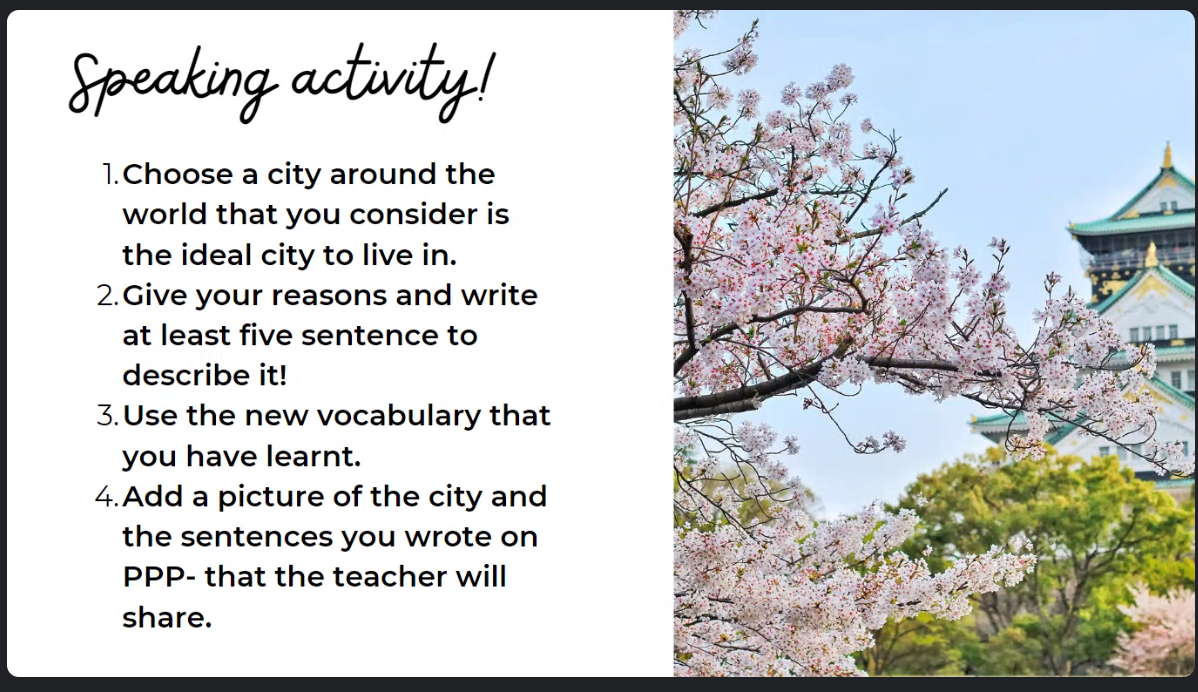 Speaking activity!
1. Choose a city around the
world that you consider is
the ideal city to live in.
2. Give your reasons and write
at least five sentence to
describe it!
3. Use the new vocabulary that
you have learnt.
4. Add a picture of the city and
the sentences you wrote on
PPP- that the teacher will
share.